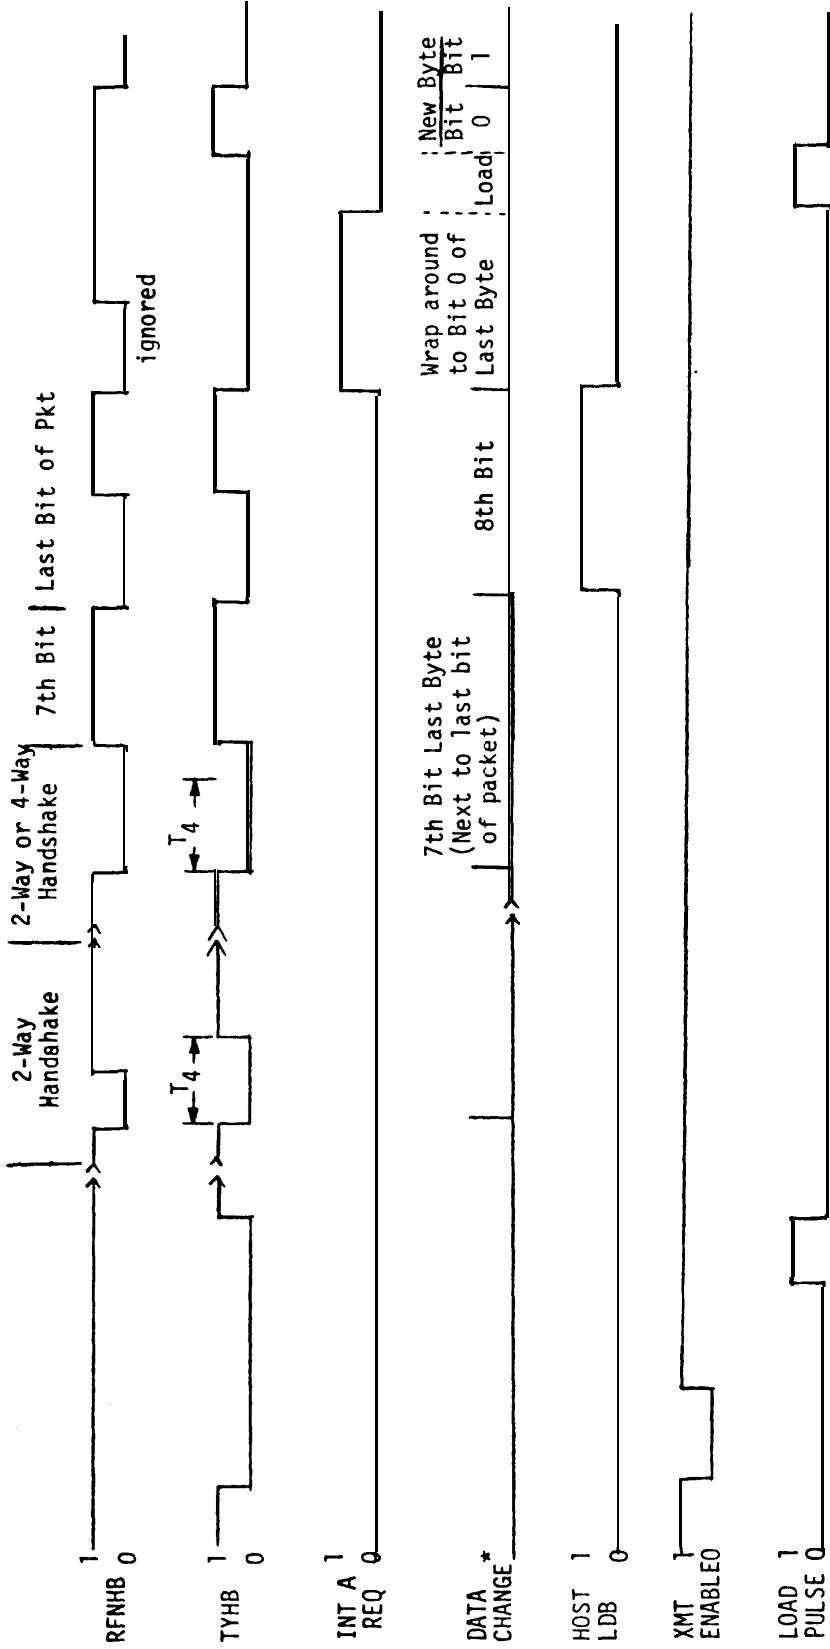 RFNHB 1
0
2-Way
Handshake
2-Way or 4-Way
Handshake
7th Bit
Last Bit of Pkt
ignored
TYHB 1
0
T4
T4
INT A 1
REQ 0
DATA
CHANGE *
7th Bit Last Byte
(Next to last bit
of packet)
8th Bit
Wrap around
to Bit 0 of
Last Byte
Load
New Byte
Bit Bit
0 1
HOST 1
LDB 0
XMT 1
ENABLE 0
LOAD 1
PULSE 0